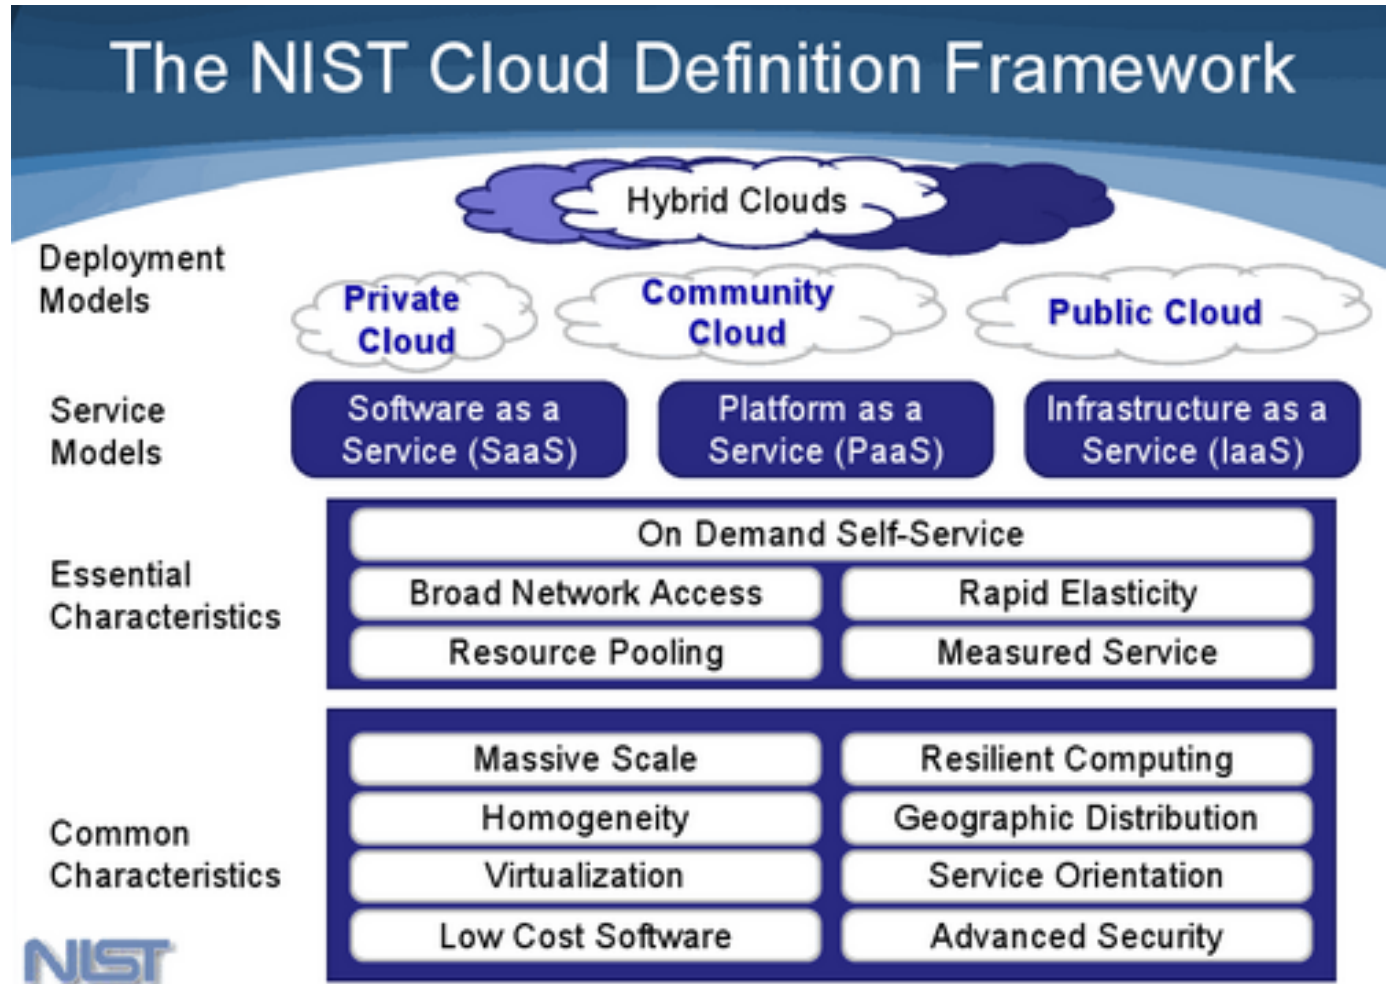 The NIST Cloud Definition Framework
Hybrid Clouds
Deployment
Models
Private
Cloud
Community
Cloud
Public Cloud
Service
Models
Software as a
Service (SaaS)
Platform as a
Service (PaaS)
Infrastructure as a
Service (IaaS)
Essential
Characteristics
On Demand Self-Service
Broad Network Access
Rapid Elasticity
Resource Pooling
Measured Service
Common
Characteristics
Massive Scale
Resilient Computing
Homogeneity
Geographic Distribution
Virtualization
Service Orientation
Low Cost Software
Advanced Security
NIST